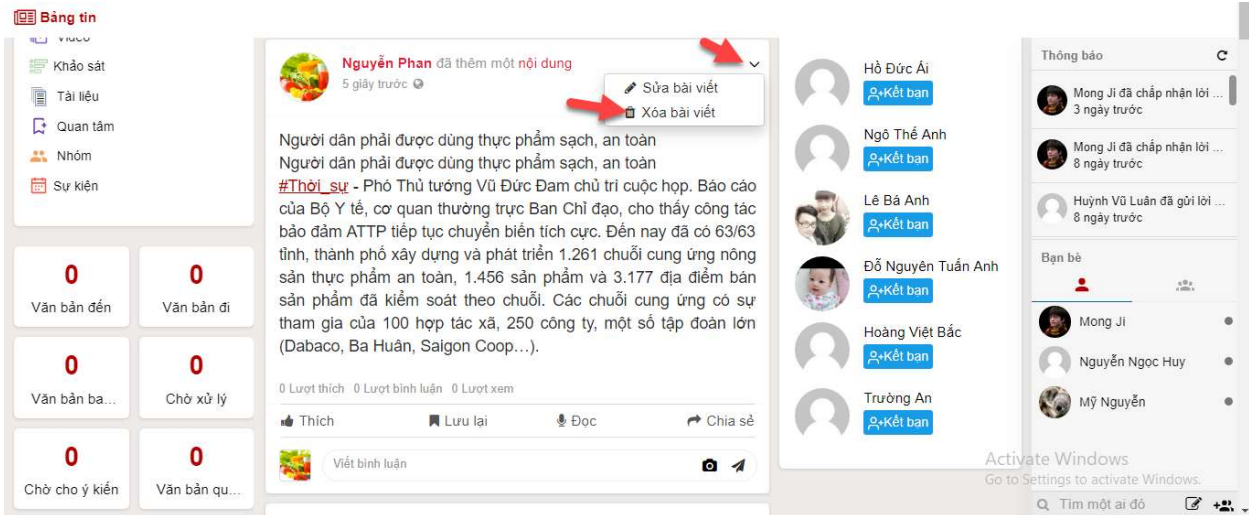 Bảng tin
Video
Khảo sát
Tài liệu
Quan tâm
Nhóm
Sự kiện
0
Văn bản đến
0
Văn bản đi
0
Văn bản ba...
0
Chờ xử lý
0
Chờ cho ý kiến
0
Văn bản qu...
Nguyễn Phan đã thêm một nội dung
5 giây trước
Sửa bài viết
Xóa bài viết
Người dân phải được dùng thực phẩm sạch, an toàn
Người dân phải được dùng thực phẩm sạch, an toàn
#Thời_sự - Phó Thủ tướng Vũ Đức Đam chủ trì cuộc họp. Báo cáo
của Bộ Y tế, cơ quan thường trực Ban Chỉ đạo, cho thấy công tác
bảo đảm ATTP tiếp tục chuyển biến tích cực. Đến nay đã có 63/63
tỉnh, thành phố xây dựng và phát triển 1.261 chuỗi cung ứng nông
sản thực phẩm an toàn, 1.456 sản phẩm và 3.177 địa điểm bán
sản phẩm đã kiểm soát theo chuỗi. Các chuỗi cung ứng có sự
tham gia của 100 hợp tác xã, 250 công ty, một số tập đoàn lớn
(Dabaco, Ba Huân, Saigon Coop…).
0 Lượt thích 0 Lượt bình luận 0 Lượt xem
Thích Lưu lại Đọc Chia sẻ
Viết bình luận
Hồ Đức Ái
Kết bạn
Ngô Thế Anh
Kết bạn
Lê Bá Anh
Kết bạn
Đỗ Nguyên Tuấn Anh
Kết bạn
Hoàng Việt Bắc
Kết bạn
Trường An
Kết bạn
Thông báo
Mong Ji đã chấp nhận lời ...
3 ngày trước
Mong Ji đã chấp nhận lời ...
8 ngày trước
Huỳnh Vũ Luân đã gửi lời ...
8 ngày trước
Bạn bè
Mong Ji
Nguyễn Ngọc Huy
Mỹ Nguyễn
Activate Windows
Go to Settings to activate Windows.
Tìm một ai đó